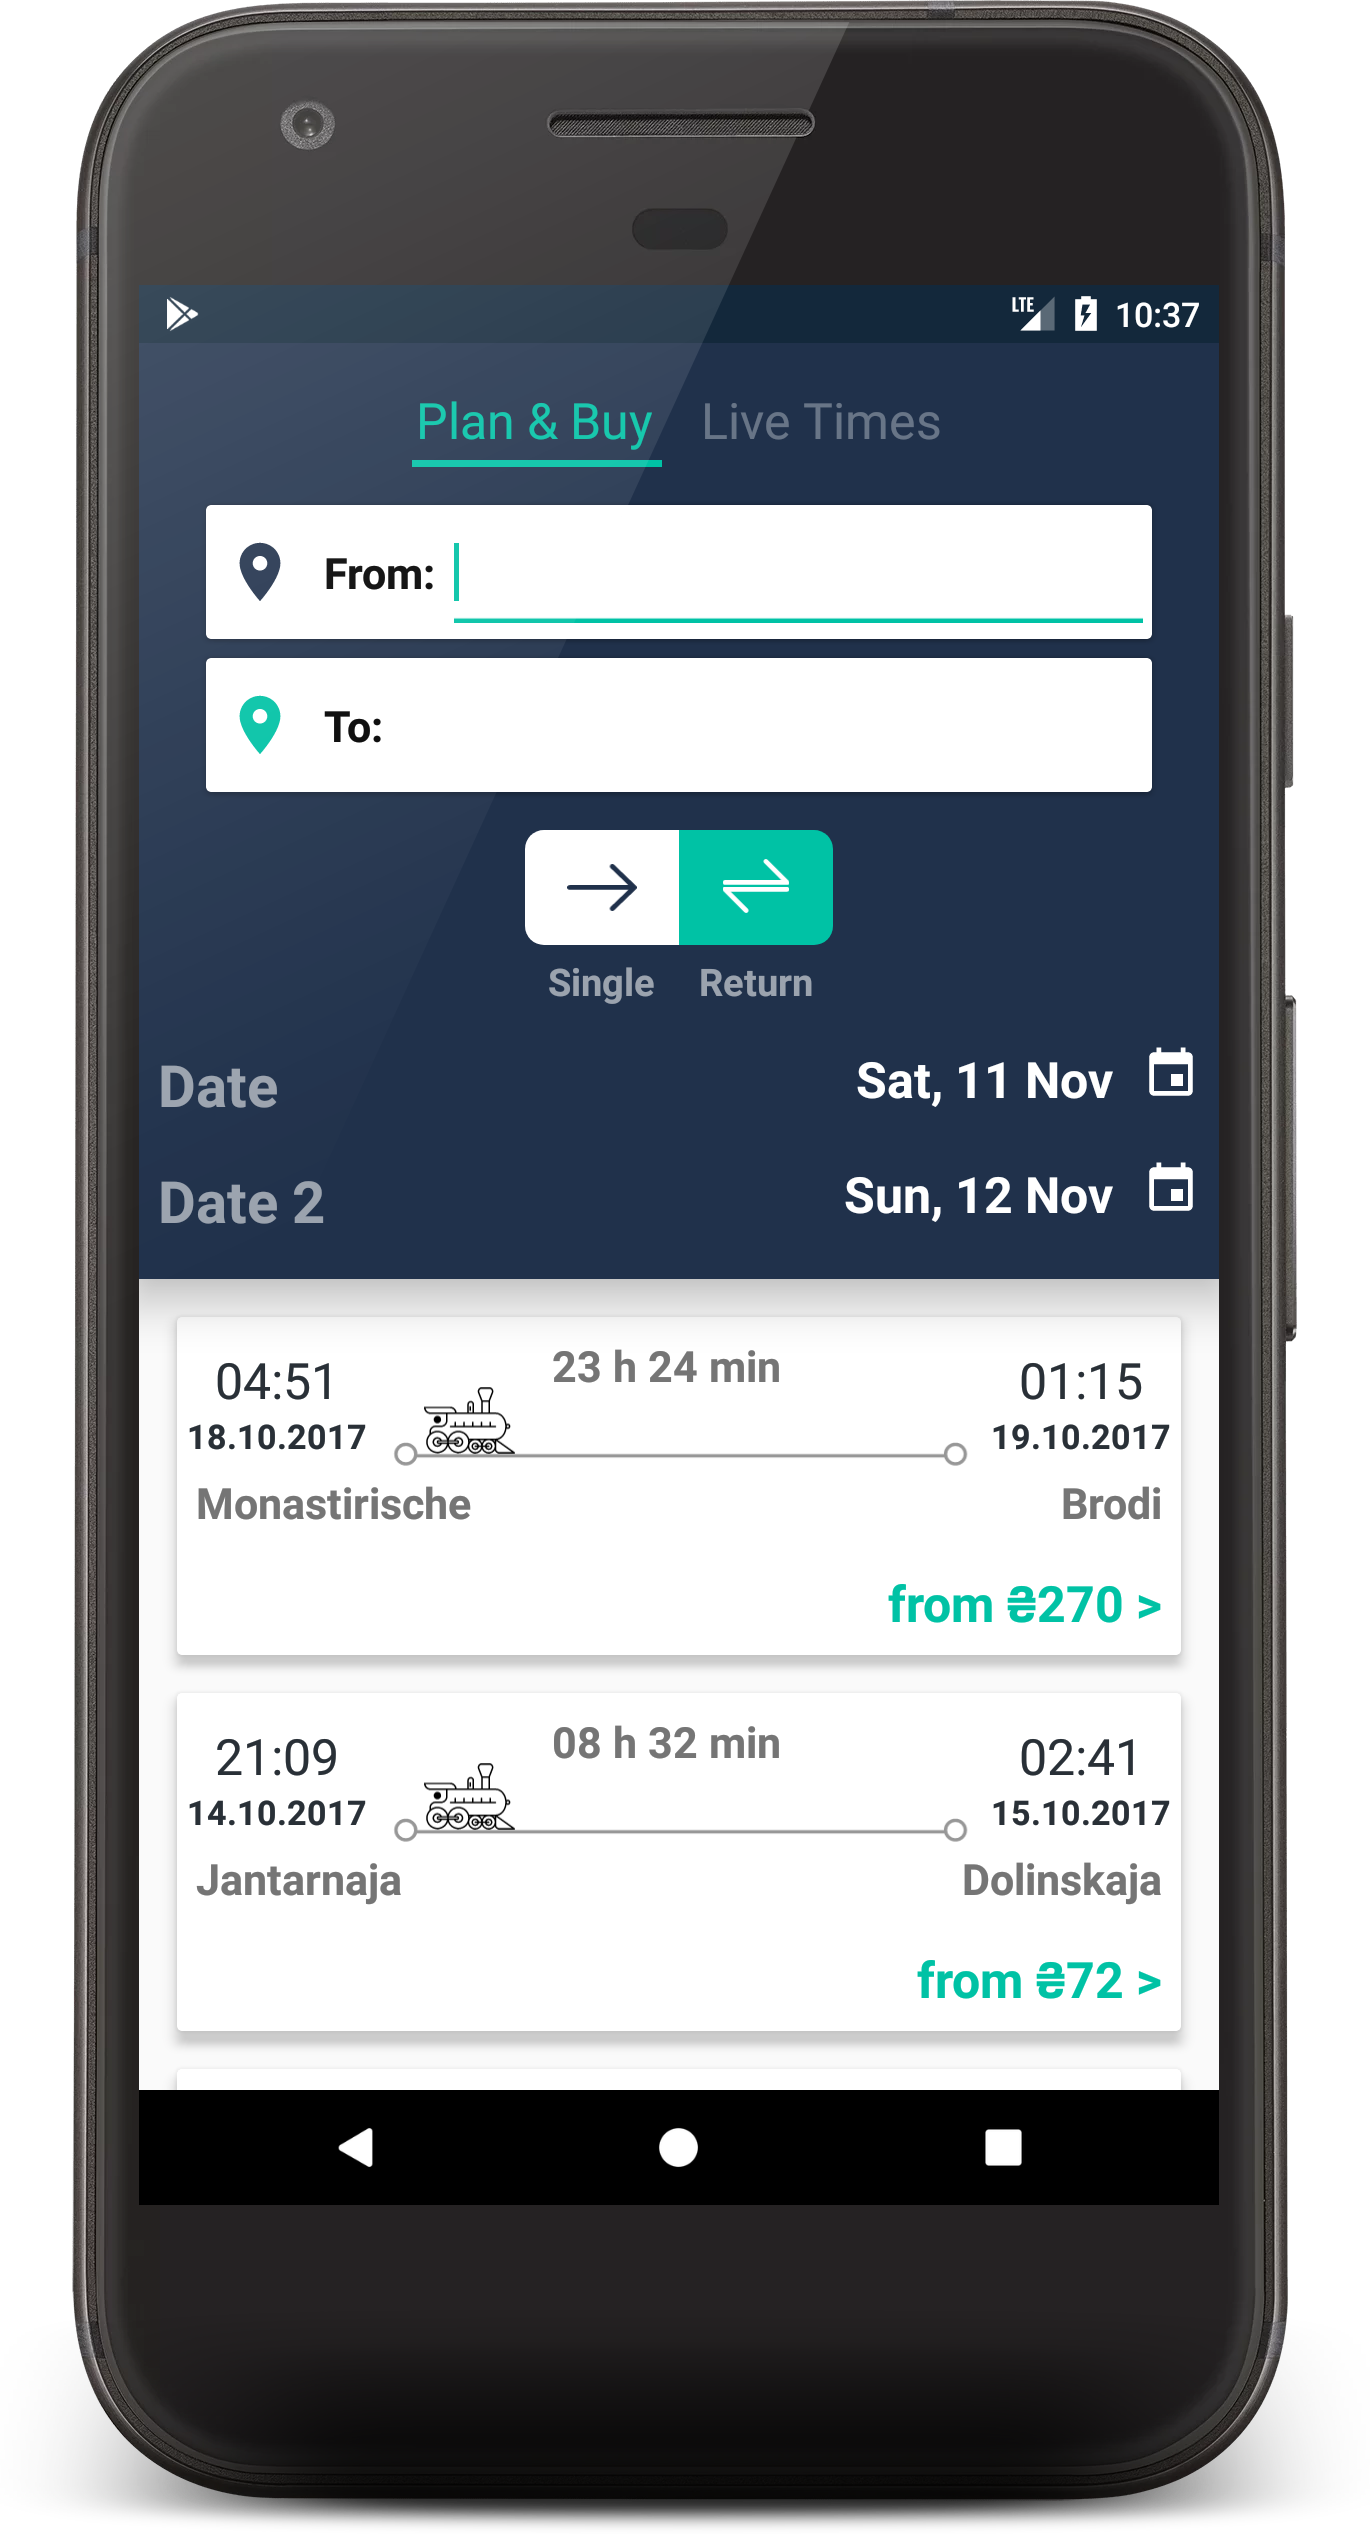 LTE 10:37
Plan & Buy Live Times
From:
To:
Single Return
Date Sat, 11 Nov
Date 2 Sun, 12 Nov
04:51 23 h 24 min 01:15
18.10.2017 19.10.2017
Monastirische Brodi
from ₴270 >
21:09 08 h 32 min 02:41
14.10.2017 15.10.2017
Jantarnaja Dolinskaja
from ₴72 >